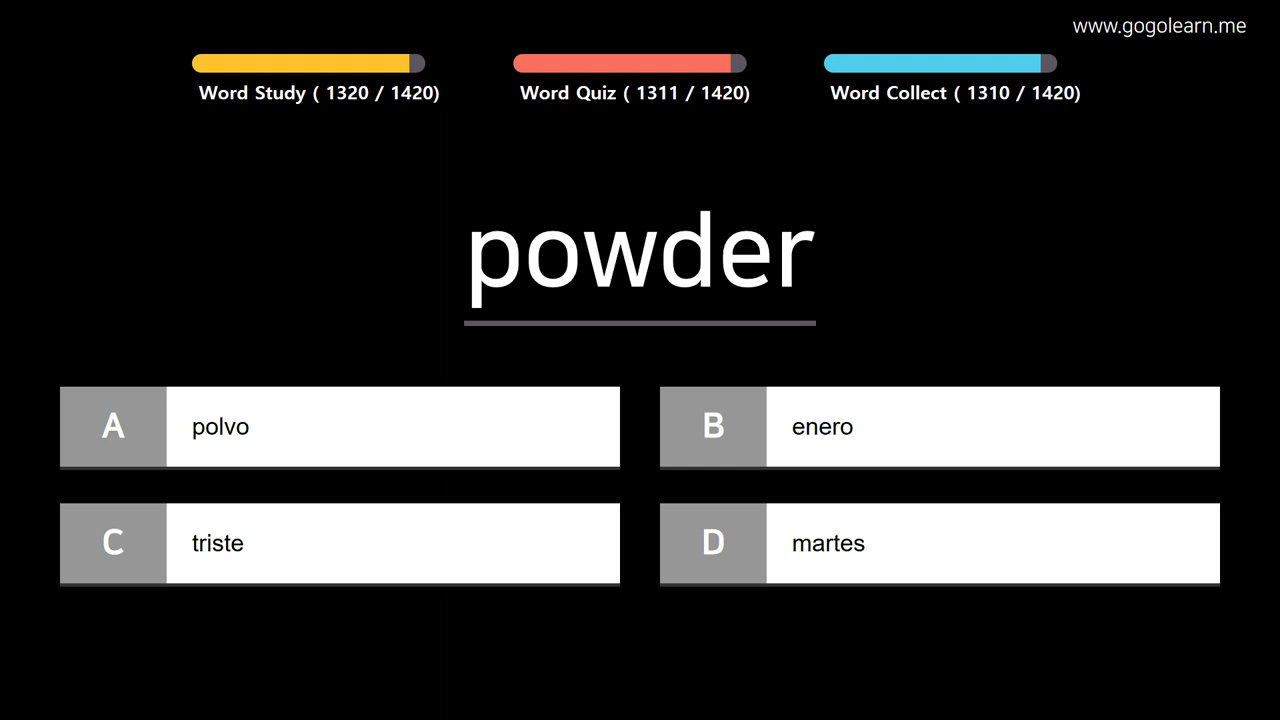 www.gogolearn.me
Word Study ( 1320 / 1420)
Word Quiz ( 1311 / 1420)
Word Collect ( 1310 / 1420)
powder
A polvo
B enero
C triste
D martes